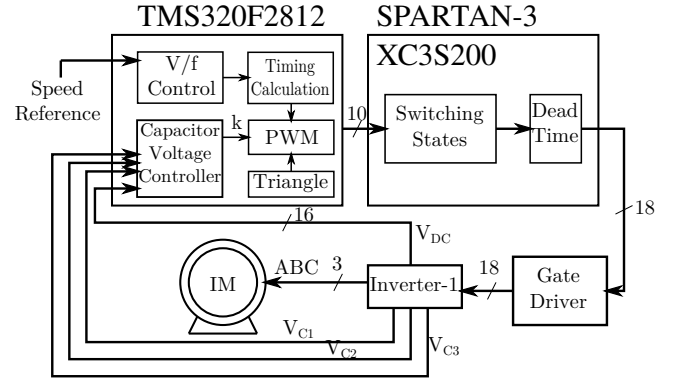 TMS320F2812
SPARTAN-3
XC3S200
V/f
Control
Timing
Calculation
Speed
Reference
Capacitor
Voltage
Controller
k
PWM
Triangle
10
Switching
States
Dead
Time
16
18
V_DC
IM
ABC
3
Inverter-1
18
Gate
Driver
V_C1
V_C2
V_C3